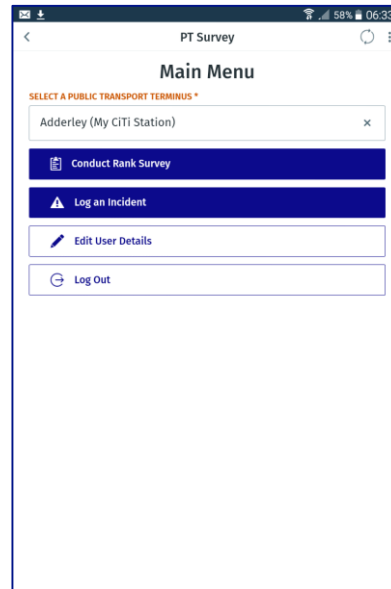 58% 06:33
PT Survey
Main Menu
SELECT A PUBLIC TRANSPORT TERMINUS *
Adderley (My CiTi Station)
Conduct Rank Survey
Log an Incident
Edit User Details
Log Out